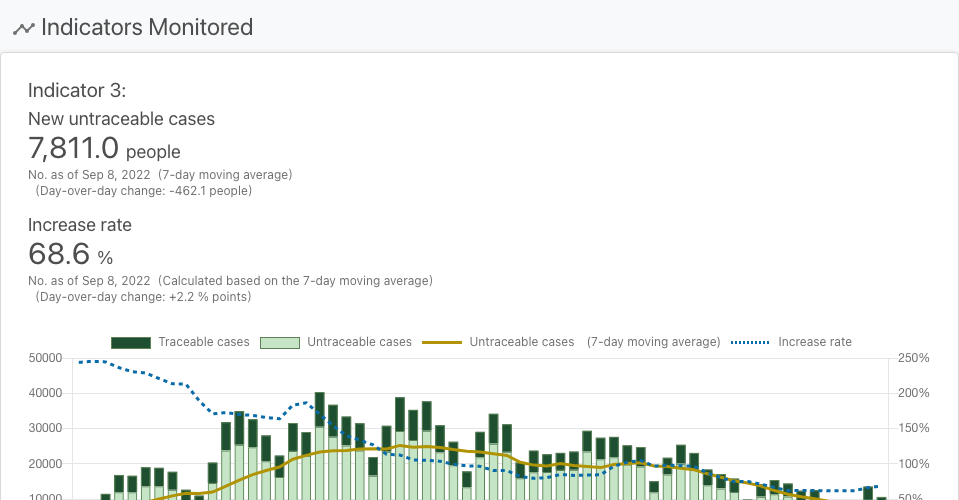 Indicators Monitored
Indicator 3:
New untraceable cases
7,811.0 people
No. as of Sep 8, 2022 (7-day moving average)
(Day-over-day change: -462.1 people)
Increase rate
68.6 %
No. as of Sep 8, 2022 (Calculated based on the 7-day moving average)
(Day-over-day change: +2.2 % points)
Traceable cases Untraceable cases Untraceable cases (7-day moving average) Increase rate
50000 250%
40000 200%
30000 150%
20000 100%
10000 50%